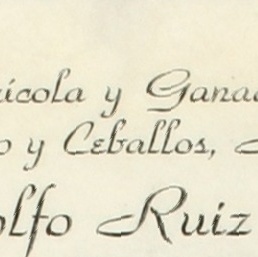 ícola y Gana
o y Ceballos,
olfo Ruiz